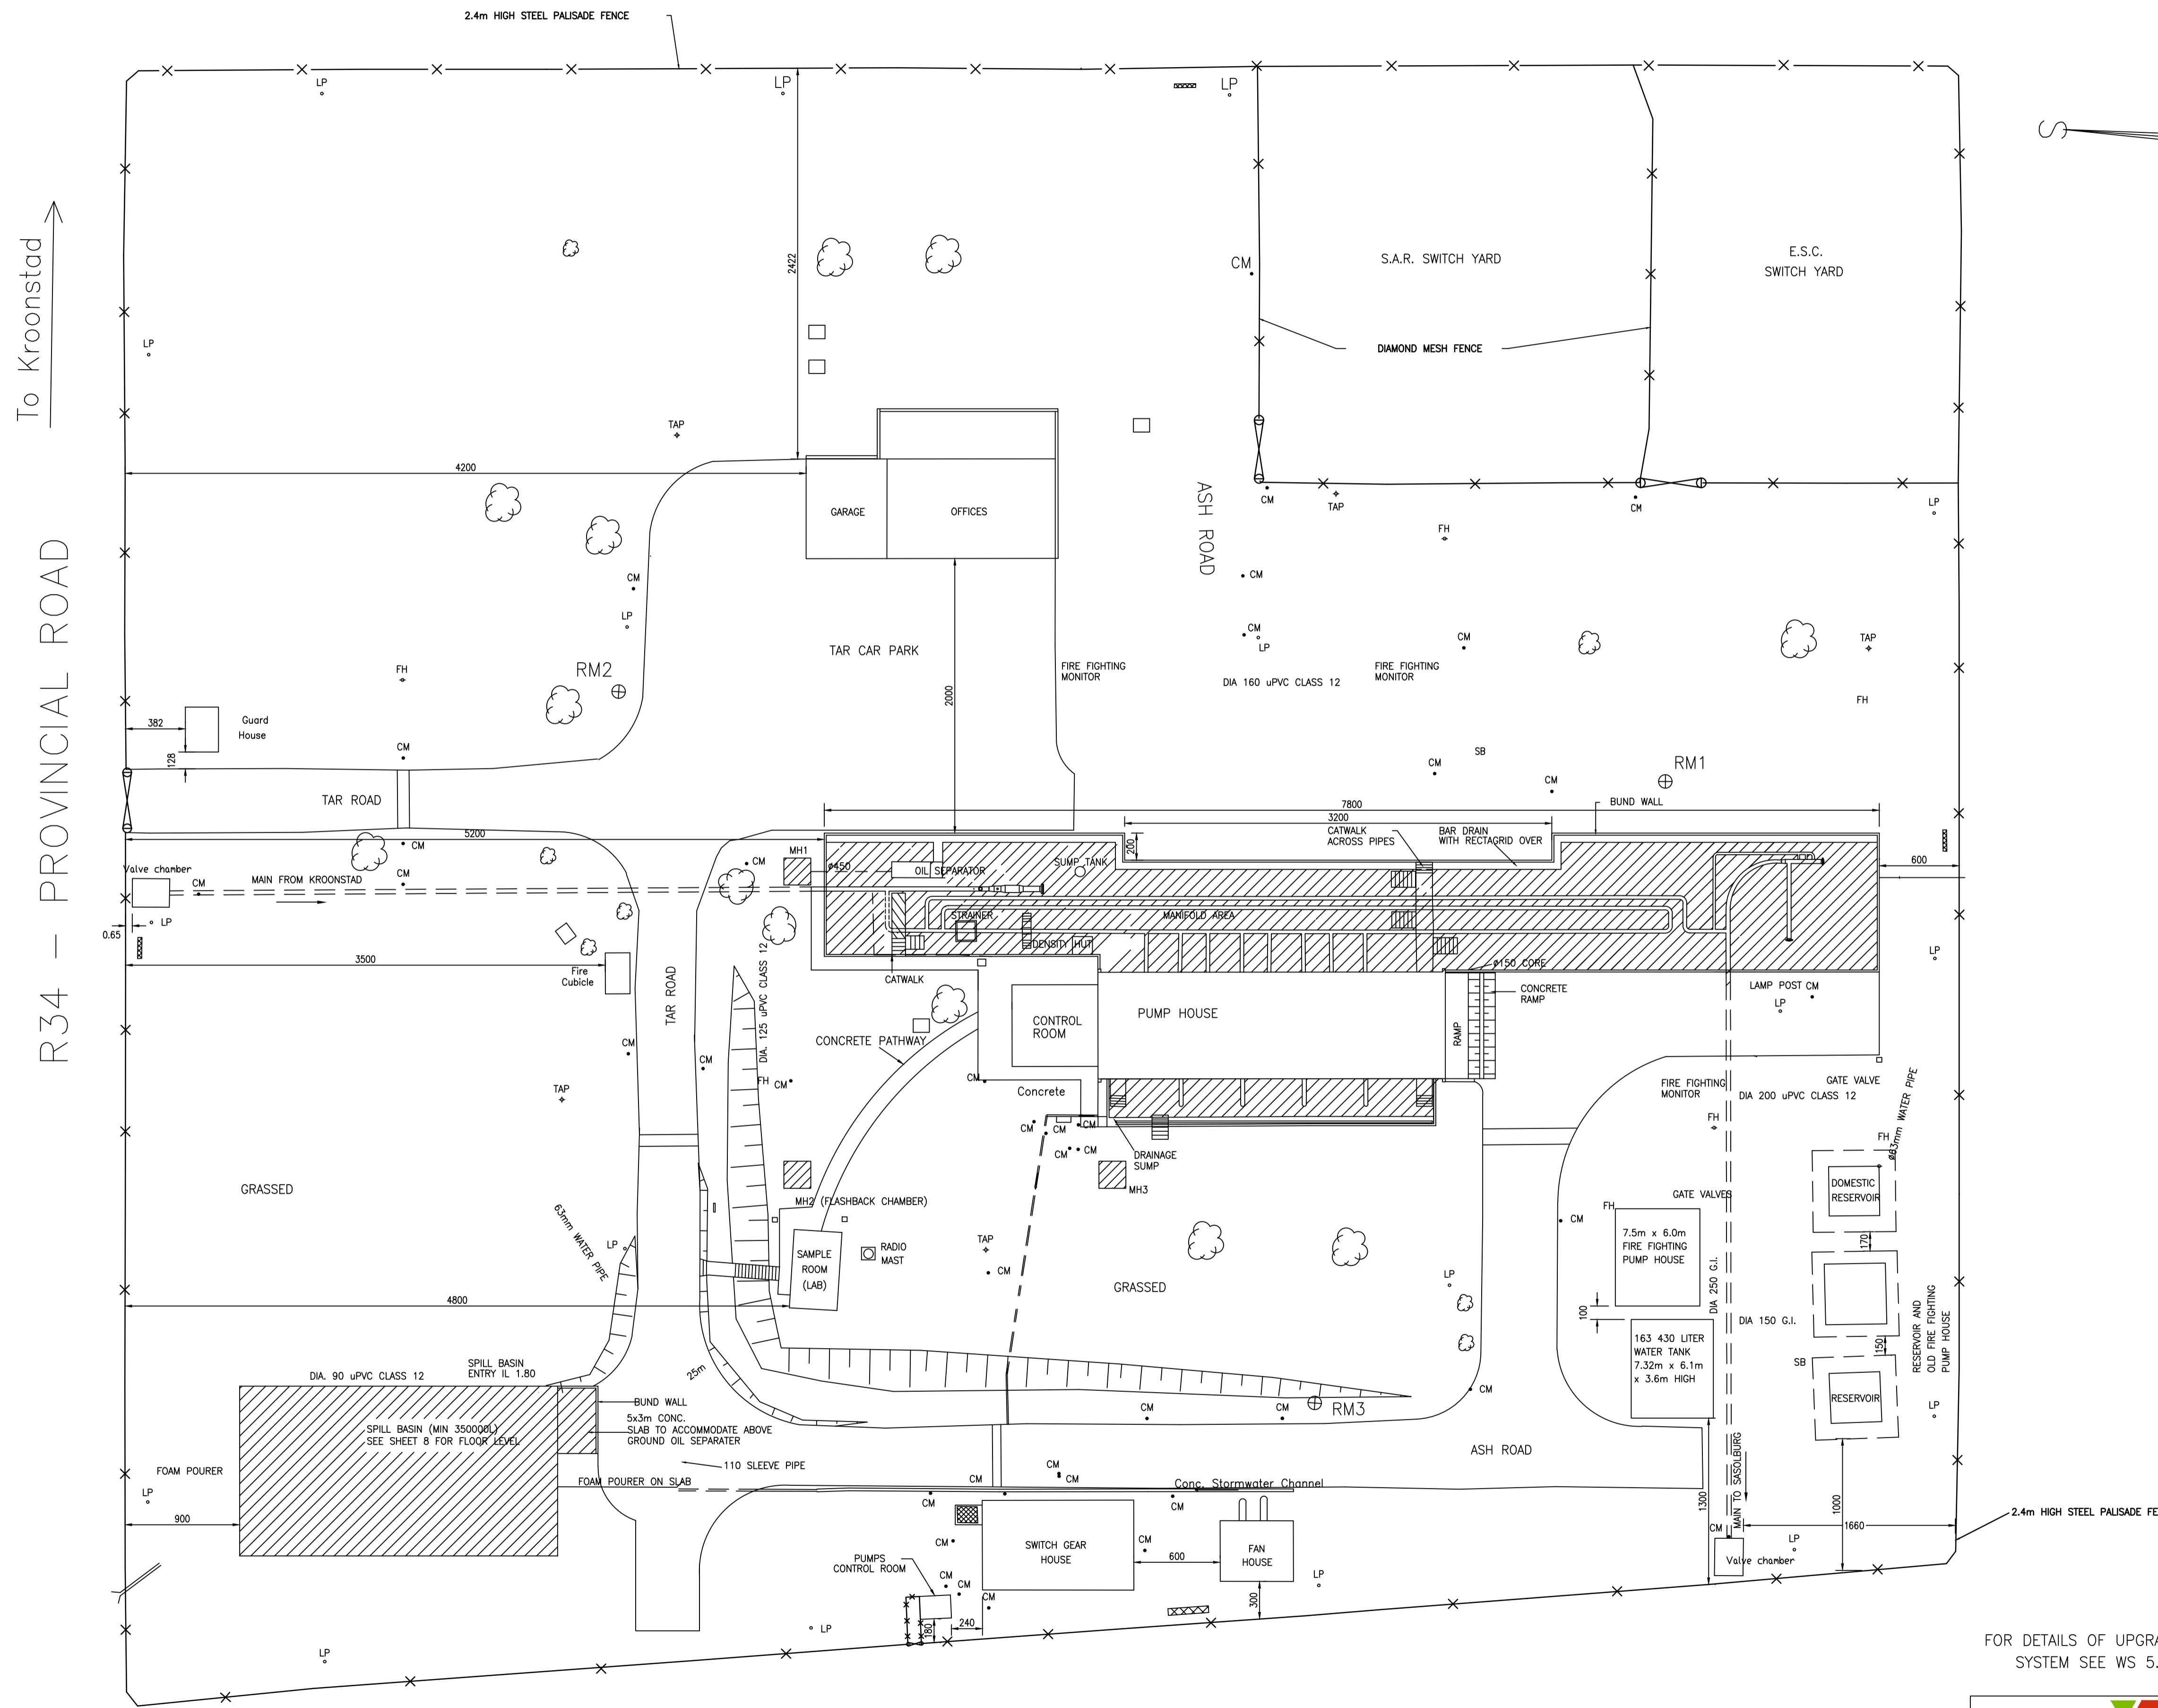 2.4m HIGH STEEL PALISADE FENCE
LP
LP
LP
S
To Kroonstad
CM
S.A.R. SWITCH YARD
E.S.C.
SWITCH YARD
2422
LP
DIAMOND MESH FENCE
TAP
4200
GARAGE
OFFICES
ASH ROAD
CM
TAP
CM
LP
FH
R34 - PROVINCIAL ROAD
CM
CM
LP
CM
LP
CM
TAR CAR PARK
TAP
FH
RM2
FIRE FIGHTING
MONITOR
FIRE FIGHTING
MONITOR
DIA 160 uPVC CLASS 12
2000
FH
382
Guard
House
128
CM
SB
CM
RM1
CM
TAR ROAD
7800
BUND WALL
3200
5200
CATWALK
ACROSS PIPES
BAR DRAIN
WITH RECTAGRID OVER
200
CM
MH1
CM
ø450
OIL SEPARATOR
SUMP TANK
600
Valve chamber
CM
MAIN FROM KROONSTAD
CM
LP
0.65
STRAINER
MANIFOLD AREA
DENSITY HUT
3500
Fire
Cubicle
CATWALK
ø150 CORE
LP
TAR ROAD
DIA. 125 uPVC CLASS 12
CONCRETE
RAMP
LAMP POST
CM
LP
CONTROL
ROOM
PUMP HOUSE
RAMP
CONCRETE PATHWAY
CM
CM
TAP
FH
CM
CM
Concrete
FIRE FIGHTING
MONITOR
GATE VALVE
DIA 200 uPVC CLASS 12
ø63mm WATER PIPE
FH
CM
CM
CM
CM
CM
DRAINAGE
SUMP
FH
GRASSED
MH2 (FLASHBACK CHAMBER)
MH3
DOMESTIC
RESERVOIR
GATE VALVES
FH
CM
63mm WATER PIPE
LP
SAMPLE
ROOM
(LAB)
RADIO
MAST
TAP
CM
7.5m x 6.0m
FIRE FIGHTING
PUMP HOUSE
170
GRASSED
LP
DIA 250 G.I.
4800
100
DIA 150 G.I.
163 430 LITER
WATER TANK
7.32m x 6.1m
x 3.6m HIGH
150
SB
RESERVOIR AND
OLD FIRE FIGHTING
PUMP HOUSE
SPILL BASIN
ENTRY IL 1.80
DIA. 90 uPVC CLASS 12
25m
RESERVOIR
BUND WALL
5x3m CONC.
SLAB TO ACCOMMODATE ABOVE
GROUND OIL SEPARATER
CM
CM
CM
RM3
LP
SPILL BASIN (MIN 350000L)
SEE SHEET 8 FOR FLOOR LEVEL
ASH ROAD
FOAM POURER
LP
110 SLEEVE PIPE
FOAM POURER ON SLAB
CM
CM
CM
Conc. Stormwater Channel
CM
CM
1300
MAIN TO SASOLBURG
1000
900
1660
2.4m HIGH STEEL PALISADE FE
CM
CM
CM
SWITCH GEAR
HOUSE
600
FAN
HOUSE
LP
Valve chamber
PUMPS
CONTROL ROOM
CM
CM
CM
LP
300
240
180
LP
LP
FOR DETAILS OF UPGRA
SYSTEM SEE WS 5.